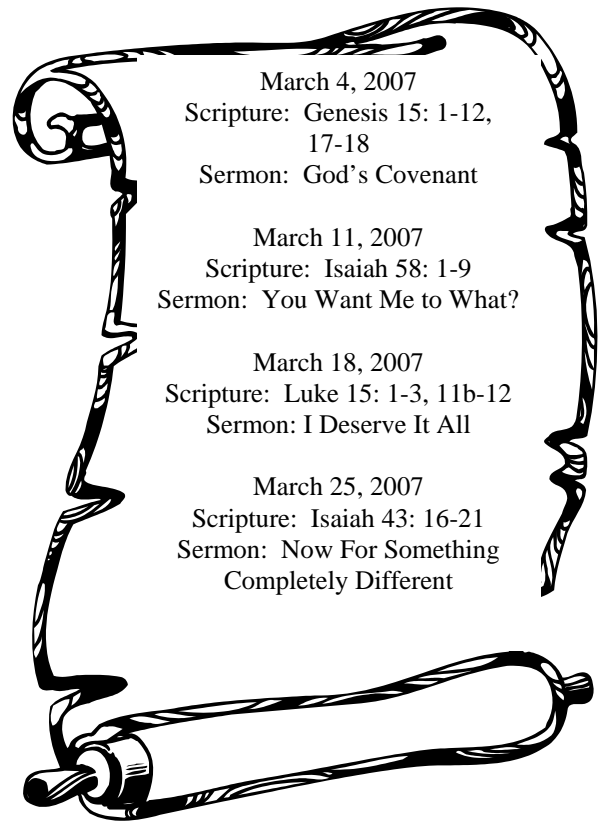 March 4, 2007
Scripture:  Genesis 15: 1-12,
17-18
Sermon:  God’s Covenant
March 11, 2007
Scripture:  Isaiah 58: 1-9
Sermon:  You Want Me to What?
March 18, 2007
Scripture:  Luke 15: 1-3, 11b-12
Sermon: I Deserve It All
March 25, 2007
Scripture:  Isaiah 43: 16-21
Sermon:  Now For Something
Completely Different